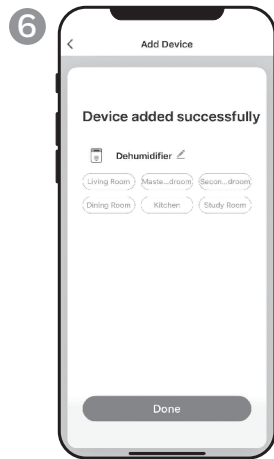 6
Add Device
Device added successfully
Dehumidifier
Living Room Maste...droom Secon...droom
Dining Room Kitchen Study Room
Done